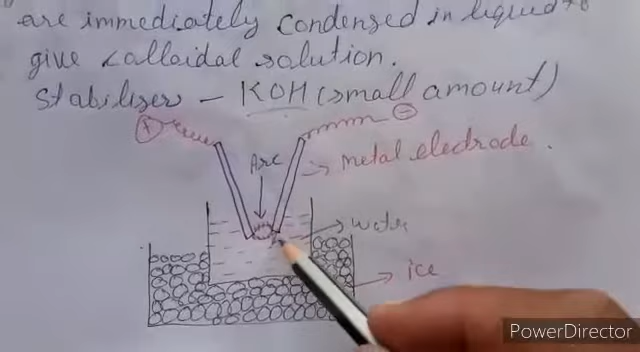 are immediately condensed in liquid to
give colloidal solution.
Stabiliser - KOH (small amount)
+
-
Arc
metal electrode.
water
ice
PowerDirector